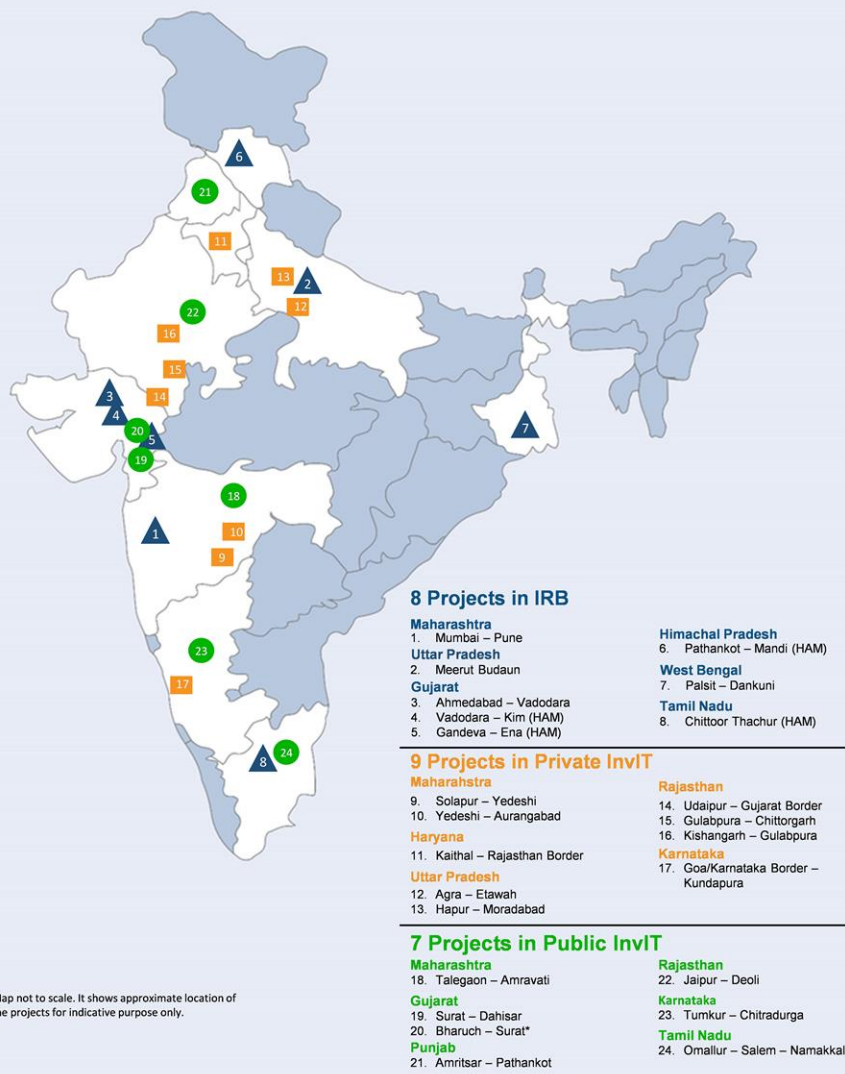 6
21
11
13
2
12
22
16
15
3
14
4
20
5
7
19
18
1
10
9
23
17
24
8
8 Projects in IRB
Maharashtra
1. Mumbai – Pune
Uttar Pradesh
2. Meerut Budaun
Gujarat
3. Ahmedabad – Vadodara
4. Vadodara – Kim (HAM)
5. Gandeva – Ena (HAM)
Himachal Pradesh
6. Pathankot – Mandi (HAM)
West Bengal
7. Palsit – Dankuni
Tamil Nadu
8. Chittoor Thachur (HAM)
9 Projects in Private InvIT
Maharahstra
9. Solapur – Yedeshi
10. Yedeshi – Aurangabad
Haryana
11. Kaithal – Rajasthan Border
Uttar Pradesh
12. Agra – Etawah
13. Hapur – Moradabad
Rajasthan
14. Udaipur – Gujarat Border
15. Gulabpura – Chittorgarh
16. Kishangarh – Gulabpura
Karnataka
17. Goa/Karnataka Border –
Kundapura
7 Projects in Public InvIT
Maharashtra
18. Talegaon – Amravati
Gujarat
19. Surat – Dahisar
20. Bharuch – Surat*
Punjab
21. Amritsar – Pathankot
Rajasthan
22. Jaipur – Deoli
Karnataka
23. Tumkur – Chitradurga
Tamil Nadu
24. Omallur – Salem – Namakkal
ap not to scale. It shows approximate location of
e projects for indicative purpose only.